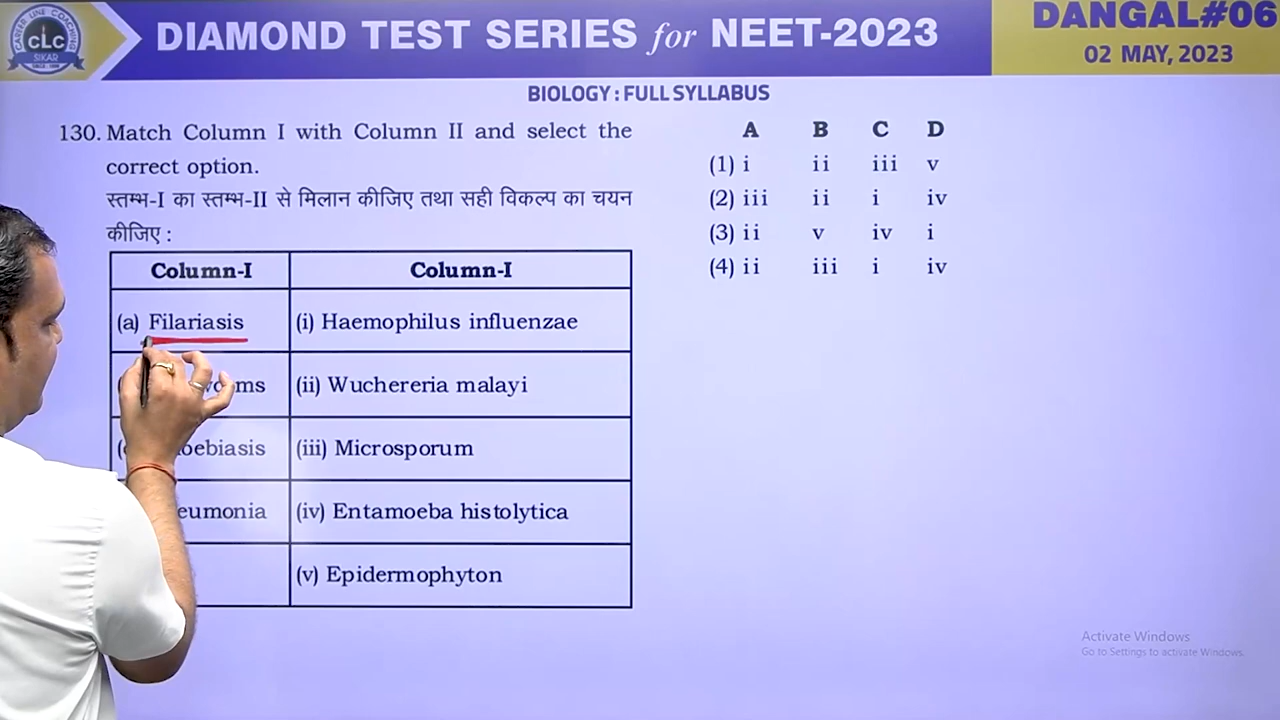 CAREER LINE COACHING
CLC
SIKAR
DIAMOND TEST SERIES for NEET-2023
DANGAL#06
02 MAY, 2023
BIOLOGY : FULL SYLLABUS
130. Match Column I with Column II and select the
correct option.
स्तम्भ-I का स्तम्भ-II से मिलान कीजिए तथा सही विकल्प का चयन
कीजिए :
Column-I Column-I
(a) Filariasis (i) Haemophilus influenzae
(ii) Wuchereria malayi
(iii) Microsporum
(iv) Entamoeba histolytica
(v) Epidermophyton
A B C D
(1) i ii iii v
(2) iii ii i iv
(3) ii v iv i
(4) ii iii i iv
Activate Windows
Go to Settings to activate Windows.